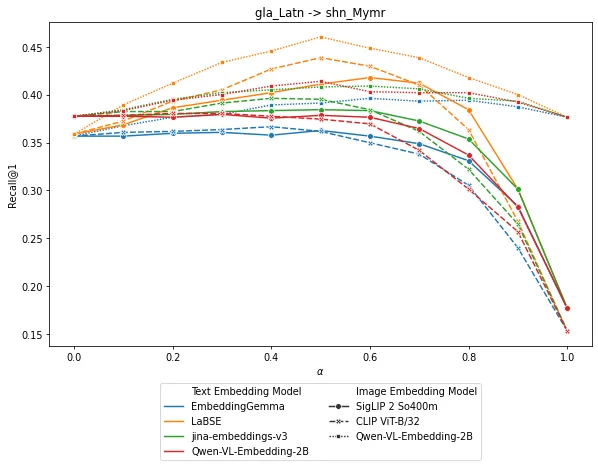 gla_Latn -> shn_Mymr
Recall@1
0.45
0.40
0.35
0.30
0.25
0.20
0.15
0.0
0.2
0.4
0.6
0.8
1.0
α
Text Embedding Model
EmbeddingGemma
LaBSE
jina-embeddings-v3
Qwen-VL-Embedding-2B
Image Embedding Model
SigLIP 2 So400m
CLIP ViT-B/32
Qwen-VL-Embedding-2B